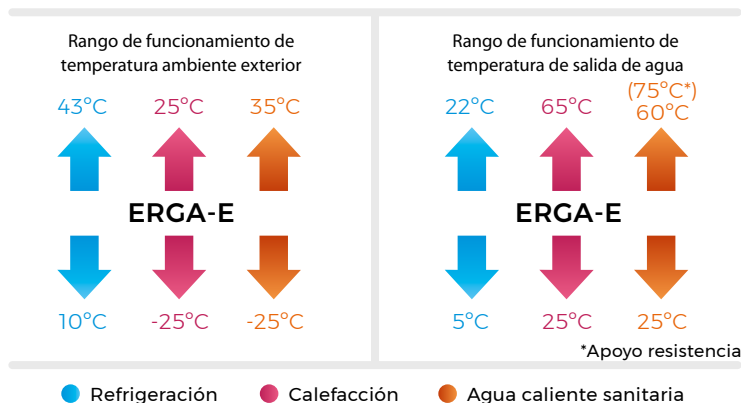 Rango de funcionamiento de
temperatura ambiente exterior
43°C 25°C 35°C
ERGA-E
10°C -25°C -25°C
Rango de funcionamiento de
temperatura de salida de agua
(75°C*)
22°C 65°C 60°C
ERGA-E
5°C 25°C 25°C
*Apoyo resistencia
Refrigeración Calefacción Agua caliente sanitaria